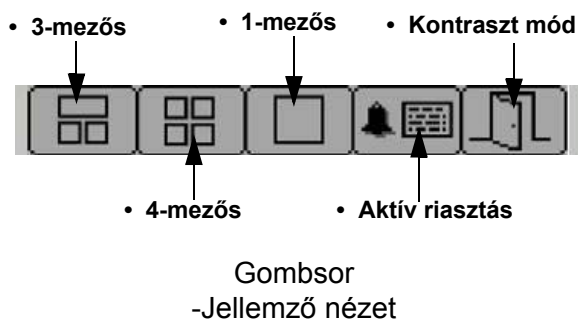 • 3-mezős
• 1-mezős
• Kontraszt mód
• 4-mezős
• Aktív riasztás
Gombsor
-Jellemző nézet